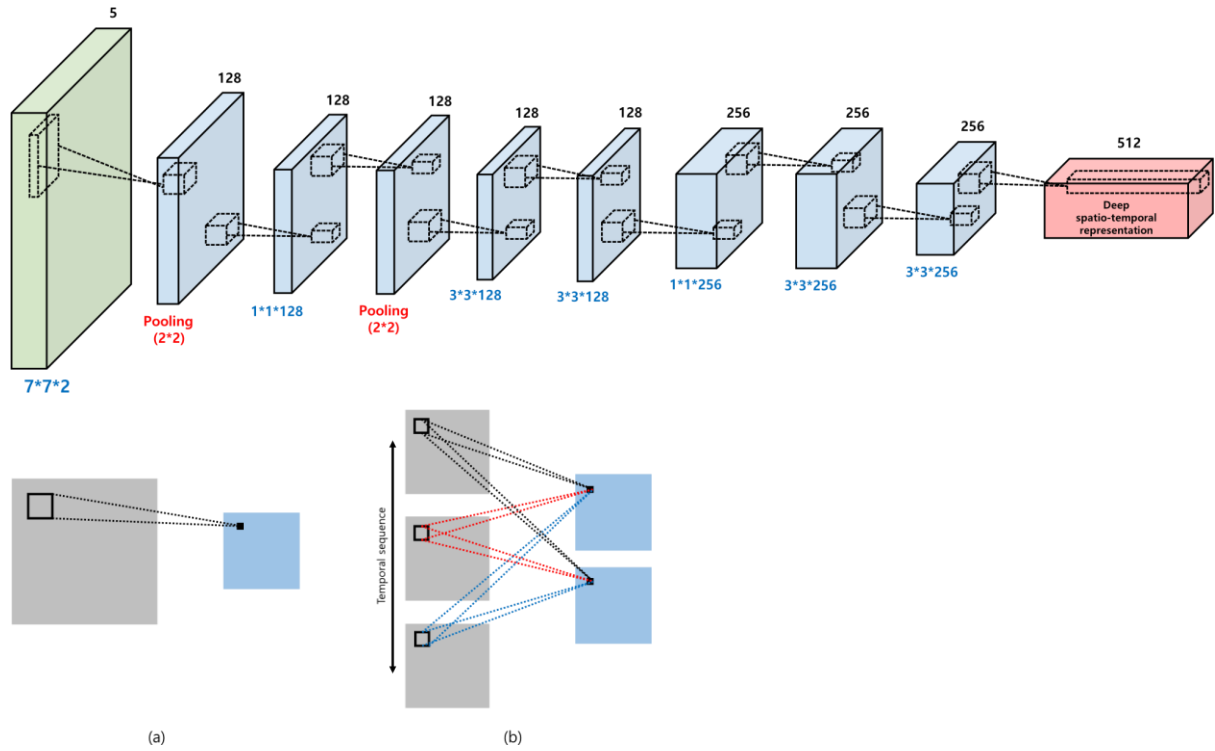 5
128
128
128
128
128
256
256
256
512
Deep
spatio-temporal
representation
Pooling
(2*2)
1*1*128
Pooling
(2*2)
3*3*128
3*3*128
1*1*256
3*3*256
3*3*256
7*7*2
Temporal sequence
(a)
(b)